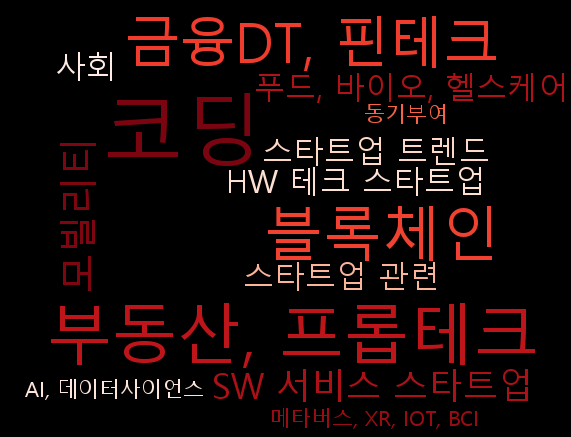 금융DT, 핀테크
사회
푸드, 바이오, 헬스케어
동기부여
코딩
스타트업 트렌드
HW 테크 스타트업
모빌리티
블록체인
스타트업 관련
부동산, 프롭테크
AI, 데이터사이언스
SW 서비스 스타트업
메타버스, XR, IOT, BCI